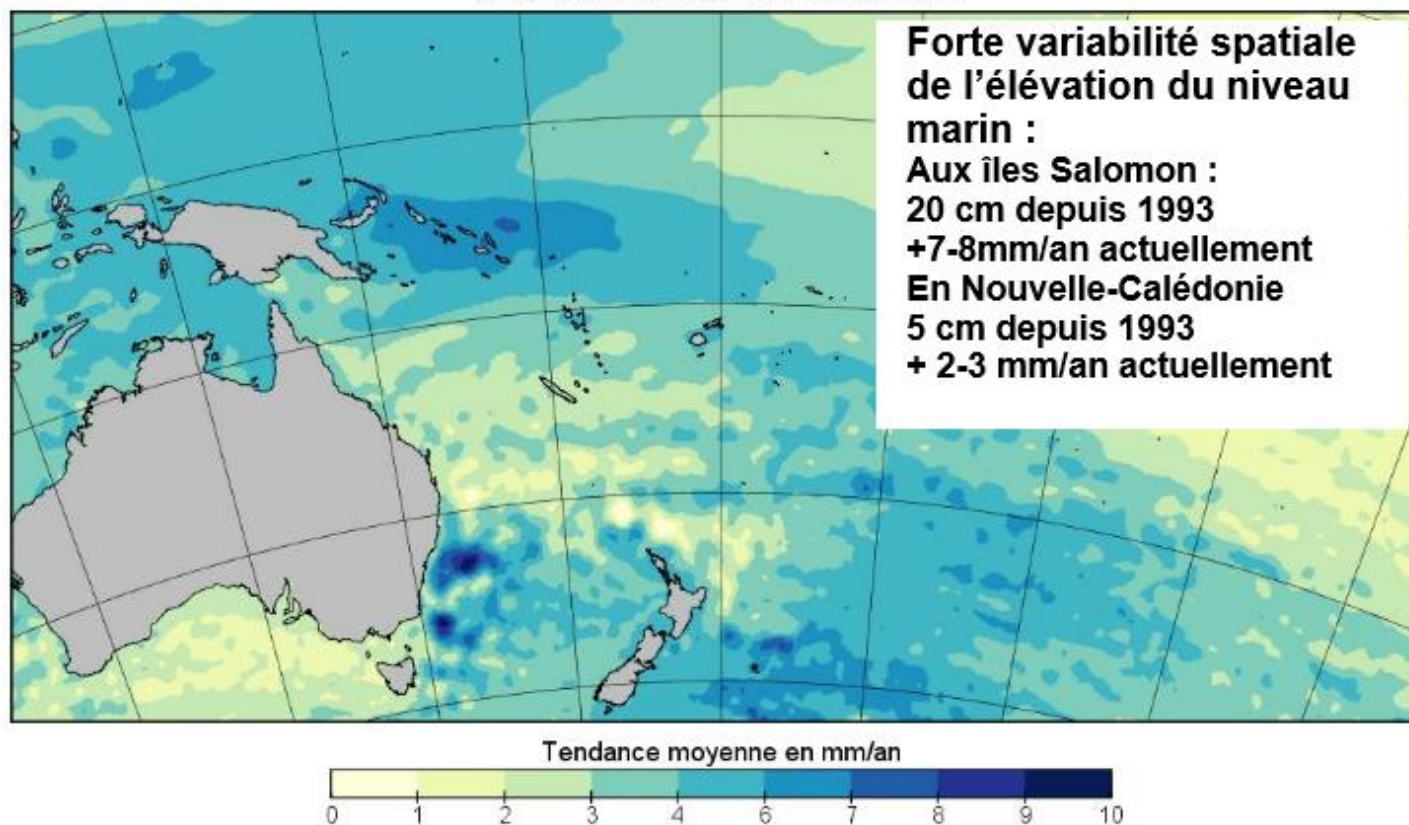 Forte variabilité spatiale
de l'élévation du niveau
marin :
Aux îles Salomon :
20 cm depuis 1993
+7-8mm/an actuellement
En Nouvelle-Calédonie
5 cm depuis 1993
+ 2-3 mm/an actuellement
Tendance moyenne en mm/an
0 1 2 3 4 6 7 8 9 10